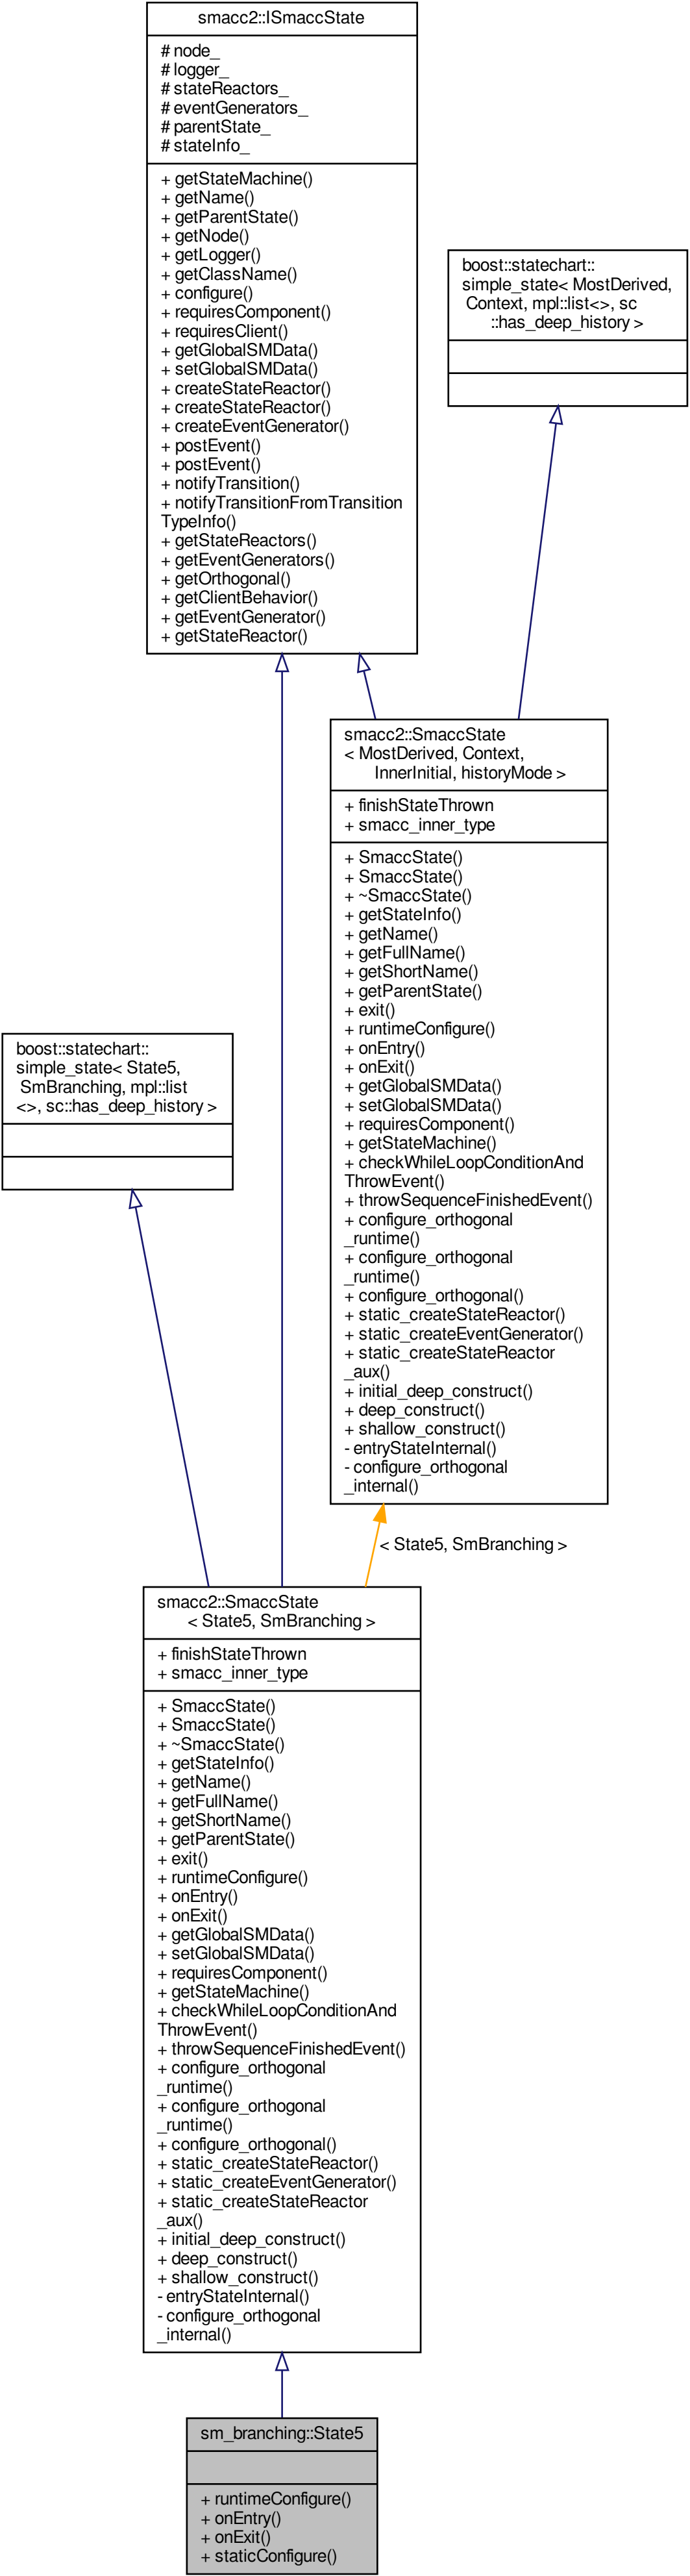 smacc2::ISmaccState
# node_
# logger_
# stateReactors_
# eventGenerators_
# parentState_
# stateInfo_
+ getStateMachine()
+ getName()
+ getParentState()
+ getNode()
+ getLogger()
+ getClassName()
+ configure()
+ requiresComponent()
+ requiresClient()
+ getGlobalSMData()
+ setGlobalSMData()
+ createStateReactor()
+ createStateReactor()
+ createEventGenerator()
+ postEvent()
+ postEvent()
+ notifyTransition()
+ notifyTransitionFromTransition
TypeInfo()
+ getStateReactors()
+ getEventGenerators()
+ getOrthogonal()
+ getClientBehavior()
+ getEventGenerator()
+ getStateReactor()
boost::statechart::
simple_state< MostDerived,
Context, mpl::list<>, sc
::has_deep_history >
smacc2::SmaccState
< MostDerived, Context,
InnerInitial, historyMode >
+ finishStateThrown
+ smacc_inner_type
+ SmaccState()
+ SmaccState()
+ ~SmaccState()
+ getStateInfo()
+ getName()
+ getFullName()
+ getShortName()
+ getParentState()
+ exit()
+ runtimeConfigure()
+ onEntry()
+ onExit()
+ getGlobalSMData()
+ setGlobalSMData()
+ requiresComponent()
+ getStateMachine()
+ checkWhileLoopConditionAnd
ThrowEvent()
+ throwSequenceFinishedEvent()
+ configure_orthogonal
_runtime()
+ configure_orthogonal
_runtime()
+ configure_orthogonal()
+ static_createStateReactor()
+ static_createEventGenerator()
+ static_createStateReactor
_aux()
+ initial_deep_construct()
+ deep_construct()
+ shallow_construct()
- entryStateInternal()
- configure_orthogonal
_internal()
boost::statechart::
simple_state< State5,
SmBranching, mpl::list
<>, sc::has_deep_history >
< State5, SmBranching >
smacc2::SmaccState
< State5, SmBranching >
+ finishStateThrown
+ smacc_inner_type
+ SmaccState()
+ SmaccState()
+ ~SmaccState()
+ getStateInfo()
+ getName()
+ getFullName()
+ getShortName()
+ getParentState()
+ exit()
+ runtimeConfigure()
+ onEntry()
+ onExit()
+ getGlobalSMData()
+ setGlobalSMData()
+ requiresComponent()
+ getStateMachine()
+ checkWhileLoopConditionAnd
ThrowEvent()
+ throwSequenceFinishedEvent()
+ configure_orthogonal
_runtime()
+ configure_orthogonal
_runtime()
+ configure_orthogonal()
+ static_createStateReactor()
+ static_createEventGenerator()
+ static_createStateReactor
_aux()
+ initial_deep_construct()
+ deep_construct()
+ shallow_construct()
- entryStateInternal()
- configure_orthogonal
_internal()
sm_branching::State5
+ runtimeConfigure()
+ onEntry()
+ onExit()
+ staticConfigure()